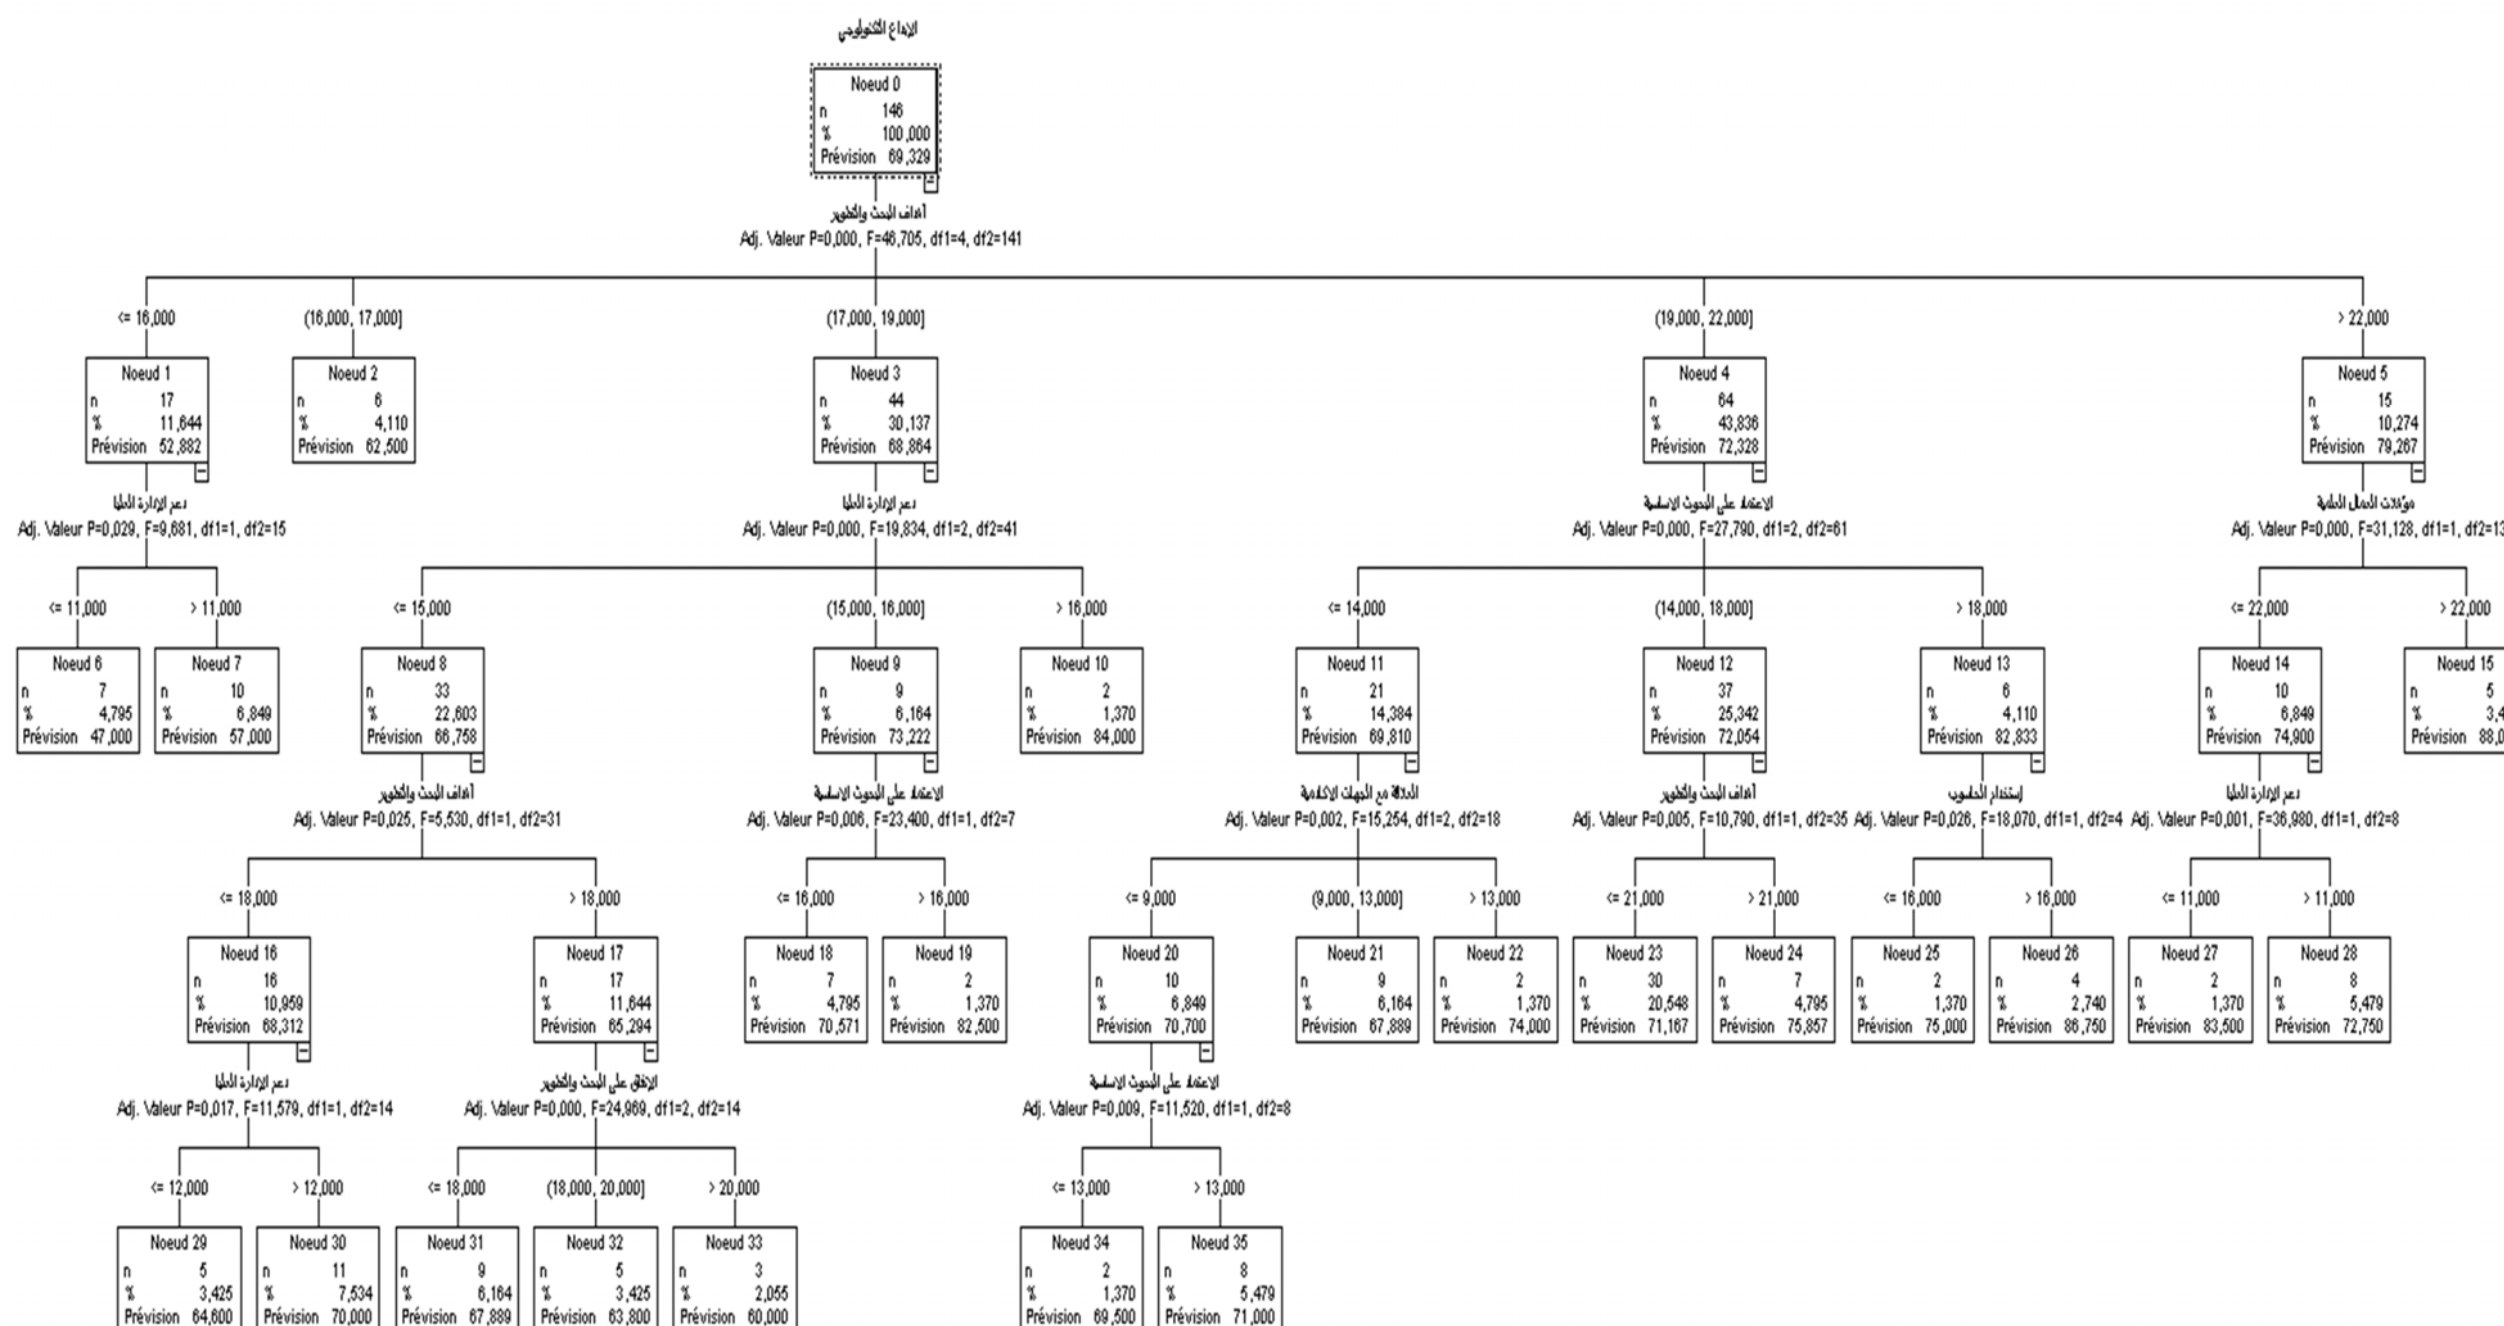 الإبداع التكنولوجي
Noeud 0
n 146
% 100,000
Prévision 69,329
أهداف البحث والتطوير
Adj. Valeur P=0,000, F=46,705, df1=4, df2=141
<= 16,000
(16,000, 17,000]
(17,000, 19,000]
(19,000, 22,000]
> 22,000
Noeud 1
n 17
% 11,644
Prévision 52,882
Noeud 2
n 6
% 4,110
Prévision 62,500
Noeud 3
n 44
% 30,137
Prévision 68,864
Noeud 4
n 64
% 43,836
Prévision 72,328
Noeud 5
n 15
% 10,274
Prévision 79,267
دعم الإدارة العليا
Adj. Valeur P=0,029, F=9,681, df1=1, df2=15
دعم الإدارة العليا
Adj. Valeur P=0,000, F=19,834, df1=2, df2=41
الاعتماد على البحوث الاساسية
Adj. Valeur P=0,000, F=27,790, df1=2, df2=61
مؤهلات العمال العلمية
Adj. Valeur P=0,000, F=31,128, df1=1, df2=13
<= 11,000
> 11,000
<= 15,000
(15,000, 16,000]
> 16,000
<= 14,000
(14,000, 18,000]
> 18,000
<= 22,000
> 22,000
Noeud 6
n 7
% 4,795
Prévision 47,000
Noeud 7
n 10
% 6,849
Prévision 57,000
Noeud 8
n 33
% 22,603
Prévision 66,758
Noeud 9
n 9
% 6,164
Prévision 73,222
Noeud 10
n 2
% 1,370
Prévision 84,000
Noeud 11
n 21
% 14,384
Prévision 69,810
Noeud 12
n 37
% 25,342
Prévision 72,054
Noeud 13
n 6
% 4,110
Prévision 82,833
Noeud 14
n 10
% 6,849
Prévision 74,900
Noeud 15
n 5
% 3,4
Prévision 88,0
أهداف البحث والتطوير
Adj. Valeur P=0,025, F=5,530, df1=1, df2=31
الاعتماد على البحوث الاساسية
Adj. Valeur P=0,006, F=23,400, df1=1, df2=7
العلاقة مع الجهات الاكادمية
Adj. Valeur P=0,002, F=15,254, df1=2, df2=18
أهداف البحث والتطوير
Adj. Valeur P=0,005, F=10,790, df1=1, df2=35
إستخدام الحاسوب
Adj. Valeur P=0,026, F=18,070, df1=1, df2=4
دعم الإدارة العليا
Adj. Valeur P=0,001, F=36,980, df1=1, df2=8
<= 18,000
> 18,000
<= 16,000
> 16,000
<= 9,000
(9,000, 13,000]
> 13,000
<= 21,000
> 21,000
<= 16,000
> 16,000
<= 11,000
> 11,000
Noeud 16
n 16
% 10,959
Prévision 68,312
Noeud 17
n 17
% 11,644
Prévision 65,294
Noeud 18
n 7
% 4,795
Prévision 70,571
Noeud 19
n 2
% 1,370
Prévision 82,500
Noeud 20
n 10
% 6,849
Prévision 70,700
Noeud 21
n 9
% 6,164
Prévision 67,889
Noeud 22
n 2
% 1,370
Prévision 74,000
Noeud 23
n 30
% 20,548
Prévision 71,167
Noeud 24
n 7
% 4,795
Prévision 75,857
Noeud 25
n 2
% 1,370
Prévision 75,000
Noeud 26
n 4
% 2,740
Prévision 86,750
Noeud 27
n 2
% 1,370
Prévision 83,500
Noeud 28
n 8
% 5,479
Prévision 72,750
دعم الإدارة العليا
Adj. Valeur P=0,017, F=11,579, df1=1, df2=14
الإنفاق على البحث والتطوير
Adj. Valeur P=0,000, F=24,969, df1=2, df2=14
الاعتماد على البحوث الاساسية
Adj. Valeur P=0,009, F=11,520, df1=1, df2=8
<= 12,000
> 12,000
<= 18,000
(18,000, 20,000]
> 20,000
<= 13,000
> 13,000
Noeud 29
n 5
% 3,425
Prévision 64,600
Noeud 30
n 11
% 7,534
Prévision 70,000
Noeud 31
n 9
% 6,164
Prévision 67,889
Noeud 32
n 5
% 3,425
Prévision 63,800
Noeud 33
n 3
% 2,055
Prévision 60,000
Noeud 34
n 2
% 1,370
Prévision 69,500
Noeud 35
n 8
% 5,479
Prévision 71,000